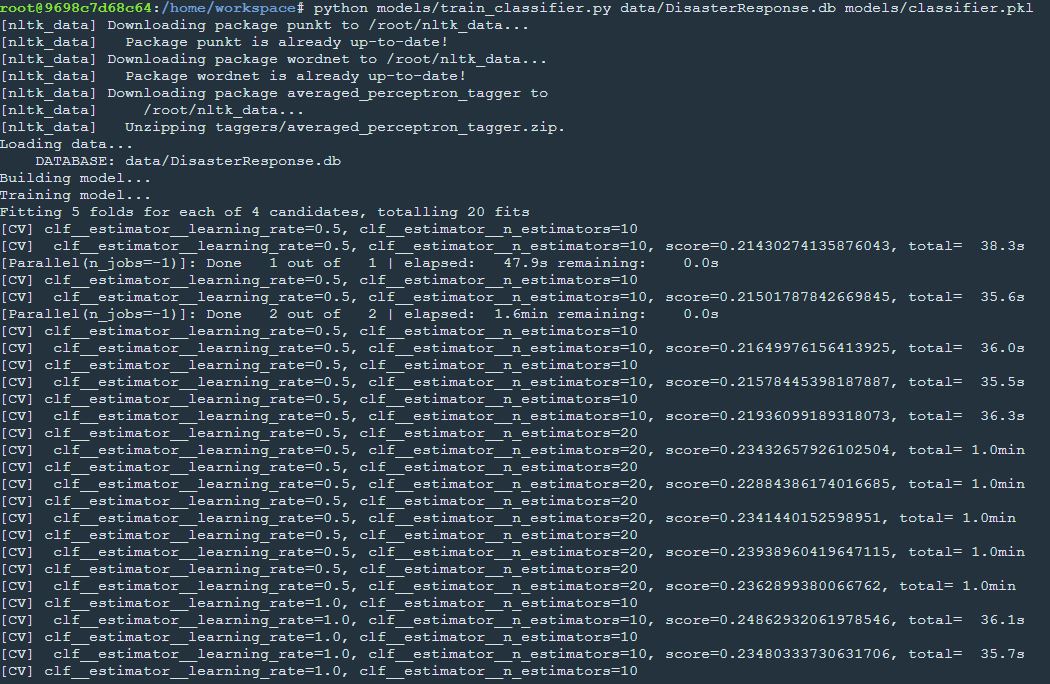 root@9698c7d68c64:/home/workspace# python models/train_classifier.py data/DisasterResponse.db models/classifier.pkl
[nltk_data] Downloading package punkt to /root/nltk_data...
[nltk_data]   Package punkt is already up-to-date!
[nltk_data] Downloading package wordnet to /root/nltk_data...
[nltk_data]   Package wordnet is already up-to-date!
[nltk_data] Downloading package averaged_perceptron_tagger to
[nltk_data]     /root/nltk_data...
[nltk_data]   Unzipping taggers/averaged_perceptron_tagger.zip.
Loading data...
    DATABASE: data/DisasterResponse.db
Building model...
Training model...
Fitting 5 folds for each of 4 candidates, totalling 20 fits
[CV] clf__estimator__learning_rate=0.5, clf__estimator__n_estimators=10
[CV]  clf__estimator__learning_rate=0.5, clf__estimator__n_estimators=10, score=0.21430274135876043, total=  38.3s
[Parallel(n_jobs=-1)]: Done   1 out of   1 | elapsed:   47.9s remaining:    0.0s
[CV] clf__estimator__learning_rate=0.5, clf__estimator__n_estimators=10
[CV]  clf__estimator__learning_rate=0.5, clf__estimator__n_estimators=10, score=0.21501787842669845, total=  35.6s
[Parallel(n_jobs=-1)]: Done   2 out of   2 | elapsed:  1.6min remaining:    0.0s
[CV] clf__estimator__learning_rate=0.5, clf__estimator__n_estimators=10
[CV]  clf__estimator__learning_rate=0.5, clf__estimator__n_estimators=10, score=0.21649976156413925, total=  36.0s
[CV] clf__estimator__learning_rate=0.5, clf__estimator__n_estimators=10
[CV]  clf__estimator__learning_rate=0.5, clf__estimator__n_estimators=10, score=0.21578445398187887, total=  35.5s
[CV] clf__estimator__learning_rate=0.5, clf__estimator__n_estimators=10
[CV]  clf__estimator__learning_rate=0.5, clf__estimator__n_estimators=10, score=0.21936099189318073, total=  36.3s
[CV] clf__estimator__learning_rate=0.5, clf__estimator__n_estimators=20
[CV]  clf__estimator__learning_rate=0.5, clf__estimator__n_estimators=20, score=0.23432657926102504, total= 1.0min
[CV] clf__estimator__learning_rate=0.5, clf__estimator__n_estimators=20
[CV]  clf__estimator__learning_rate=0.5, clf__estimator__n_estimators=20, score=0.22884386174016685, total= 1.0min
[CV] clf__estimator__learning_rate=0.5, clf__estimator__n_estimators=20
[CV]  clf__estimator__learning_rate=0.5, clf__estimator__n_estimators=20, score=0.2341440152598951, total= 1.0min
[CV] clf__estimator__learning_rate=0.5, clf__estimator__n_estimators=20
[CV]  clf__estimator__learning_rate=0.5, clf__estimator__n_estimators=20, score=0.23938960419647115, total= 1.0min
[CV] clf__estimator__learning_rate=0.5, clf__estimator__n_estimators=20
[CV]  clf__estimator__learning_rate=0.5, clf__estimator__n_estimators=20, score=0.2362899380066762, total= 1.0min
[CV] clf__estimator__learning_rate=1.0, clf__estimator__n_estimators=10
[CV]  clf__estimator__learning_rate=1.0, clf__estimator__n_estimators=10, score=0.24862932061978546, total=  36.1s
[CV] clf__estimator__learning_rate=1.0, clf__estimator__n_estimators=10
[CV]  clf__estimator__learning_rate=1.0, clf__estimator__n_estimators=10, score=0.23480333730631706, total=  35.7s
[CV] clf__estimator__learning_rate=1.0, clf__estimator__n_estimators=10